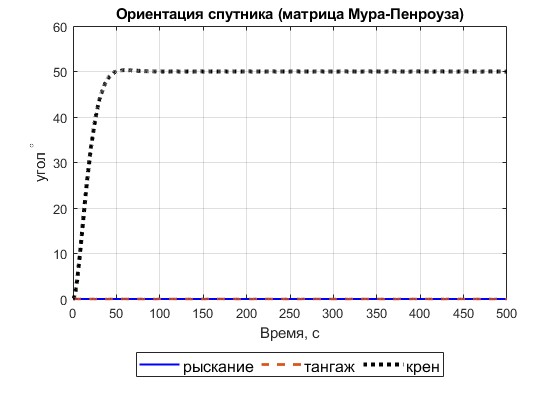 Ориентация спутника (матрица Мура-Пенроуза)
60
50
40
30
20
10
0
угол °
0 50 100 150 200 250 300 350 400 450 500
Время, с
рыскание тангаж крен